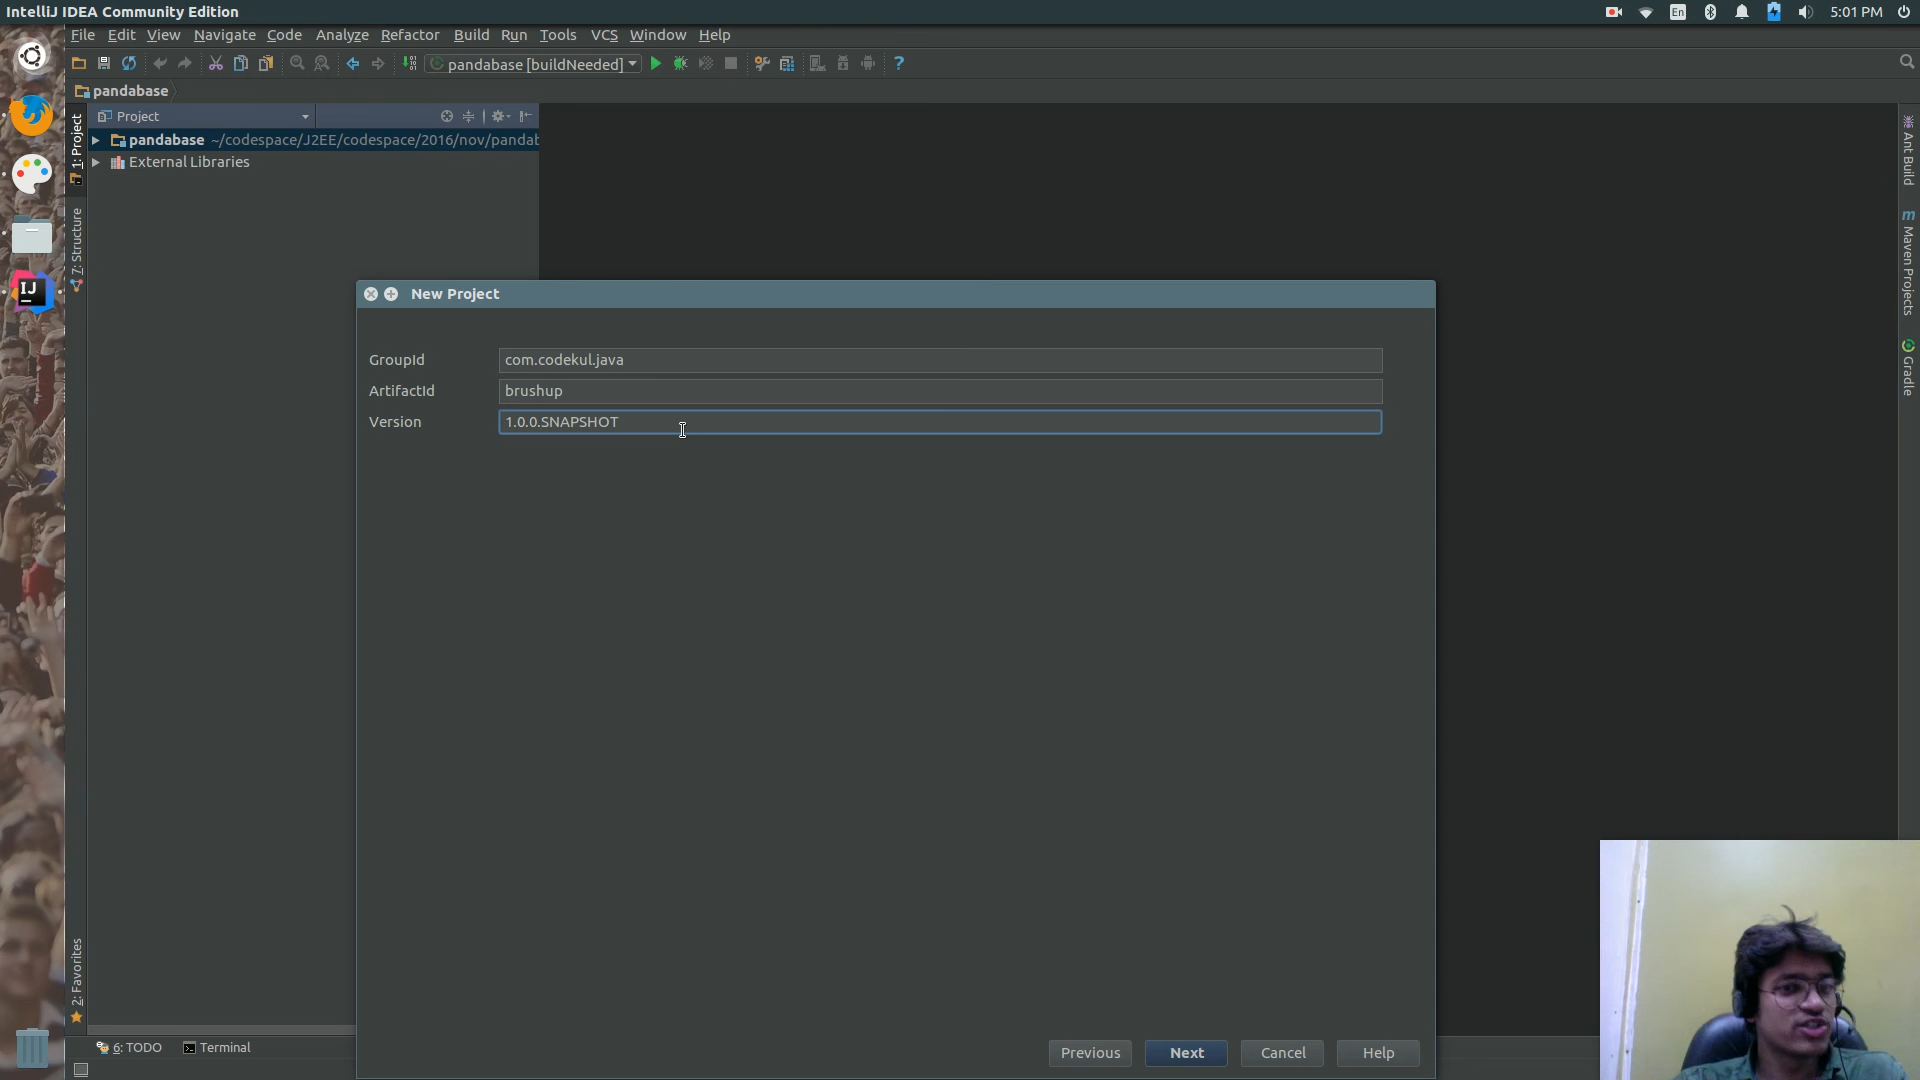 IntelliJ IDEA Community Edition
En
5:01 PM
File Edit View Navigate Code Analyze Refactor Build Run Tools VCS Window Help
pandabase [buildNeeded]
pandabase
1: Project
Project
pandabase ~/codespace/J2EE/codespace/2016/nov/pandab
External Libraries
7: Structure
IJ
Ant Build
m Maven Projects
Gradle
New Project
GroupId com.codekul.java
ArtifactId brushup
Version 1.0.0.SNAPSHOT
2: Favorites
Previous Next Cancel Help
6: TODO Terminal